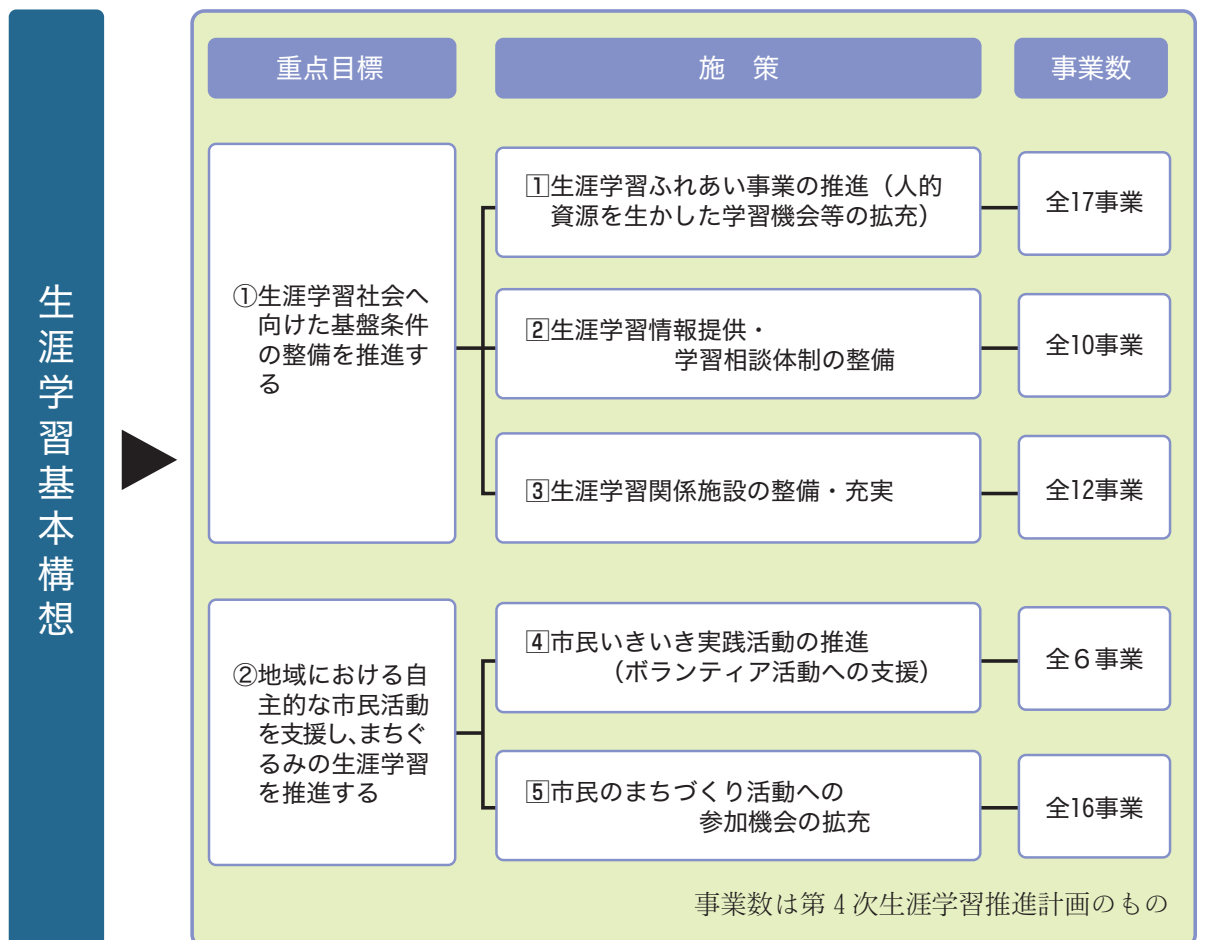 生涯学習基本構想
重点目標
施　策
事業数
①生涯学習社会へ
向けた基盤条件
の整備を推進す
る
1生涯学習ふれあい事業の推進（人的
資源を生かした学習機会等の拡充）
全17事業
2生涯学習情報提供・
学習相談体制の整備
全10事業
3生涯学習関係施設の整備・充実
全12事業
②地域における自
主的な市民活動
を支援し、まちぐ
るみの生涯学習
を推進する
4市民いきいき実践活動の推進
（ボランティア活動への支援）
全６事業
5市民のまちづくり活動への
参加機会の拡充
全16事業
事業数は第４次生涯学習推進計画のもの